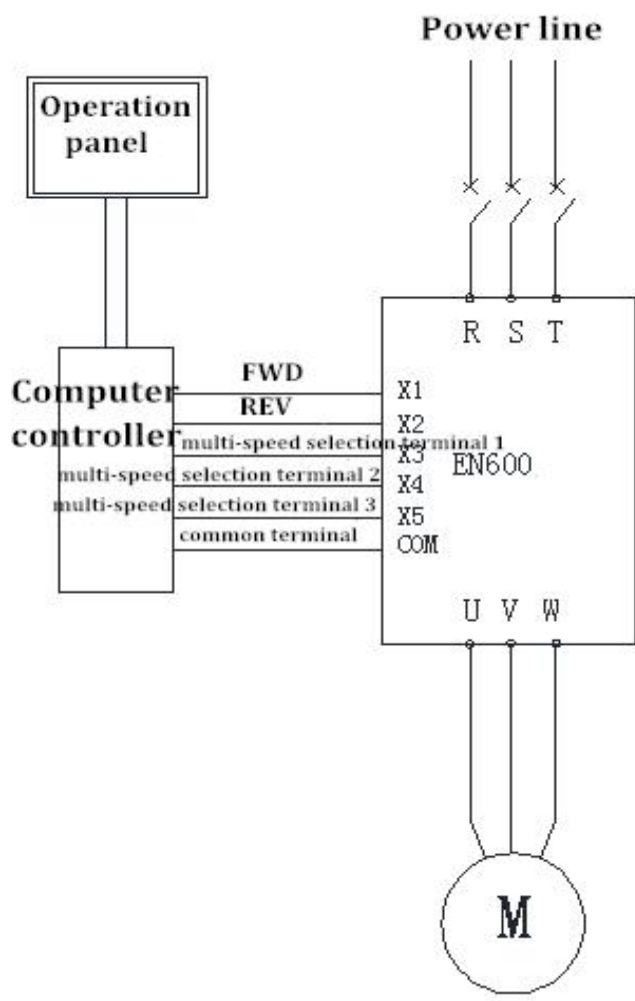 Power line
Operation
panel
R S T
Computer
controller
FWD
X1
REV
X2
multi-speed selection terminal 1
X3
EN600
multi-speed selection terminal 2
X4
multi-speed selection terminal 3
X5
common terminal
COM
U V W
M